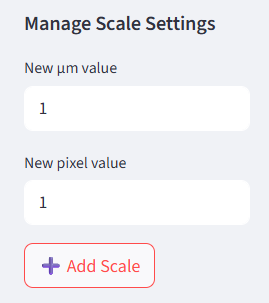 Manage Scale Settings
New µm value
1
New pixel value
1
➕ Add Scale